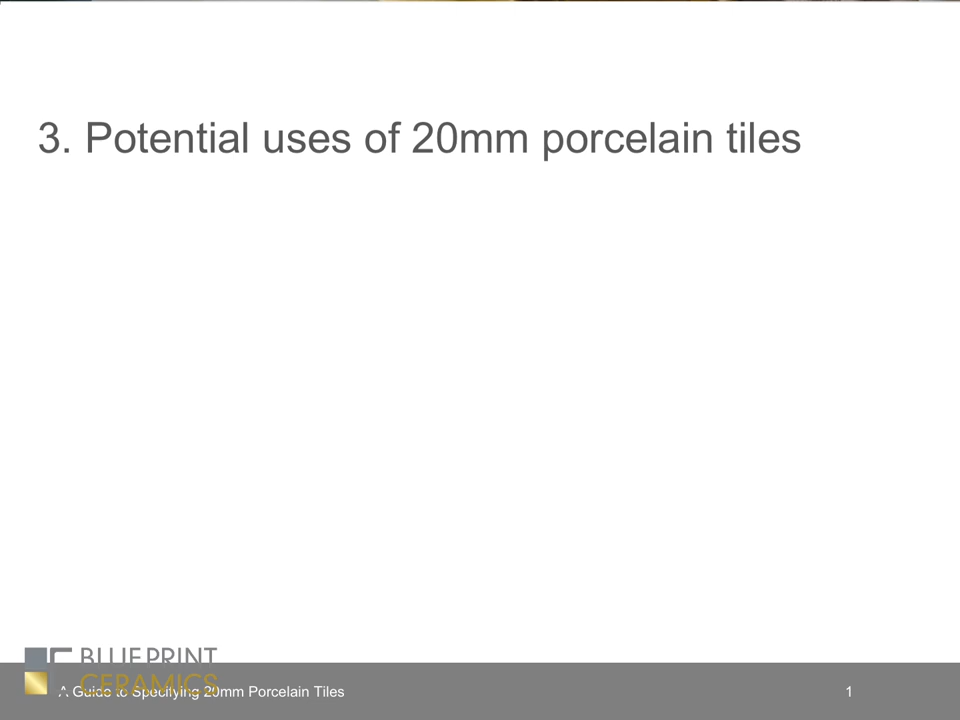 3. Potential uses of 20mm porcelain tiles
BLUEPRINT
CERAMICS
A Guide to Specifying 20mm Porcelain Tiles
1